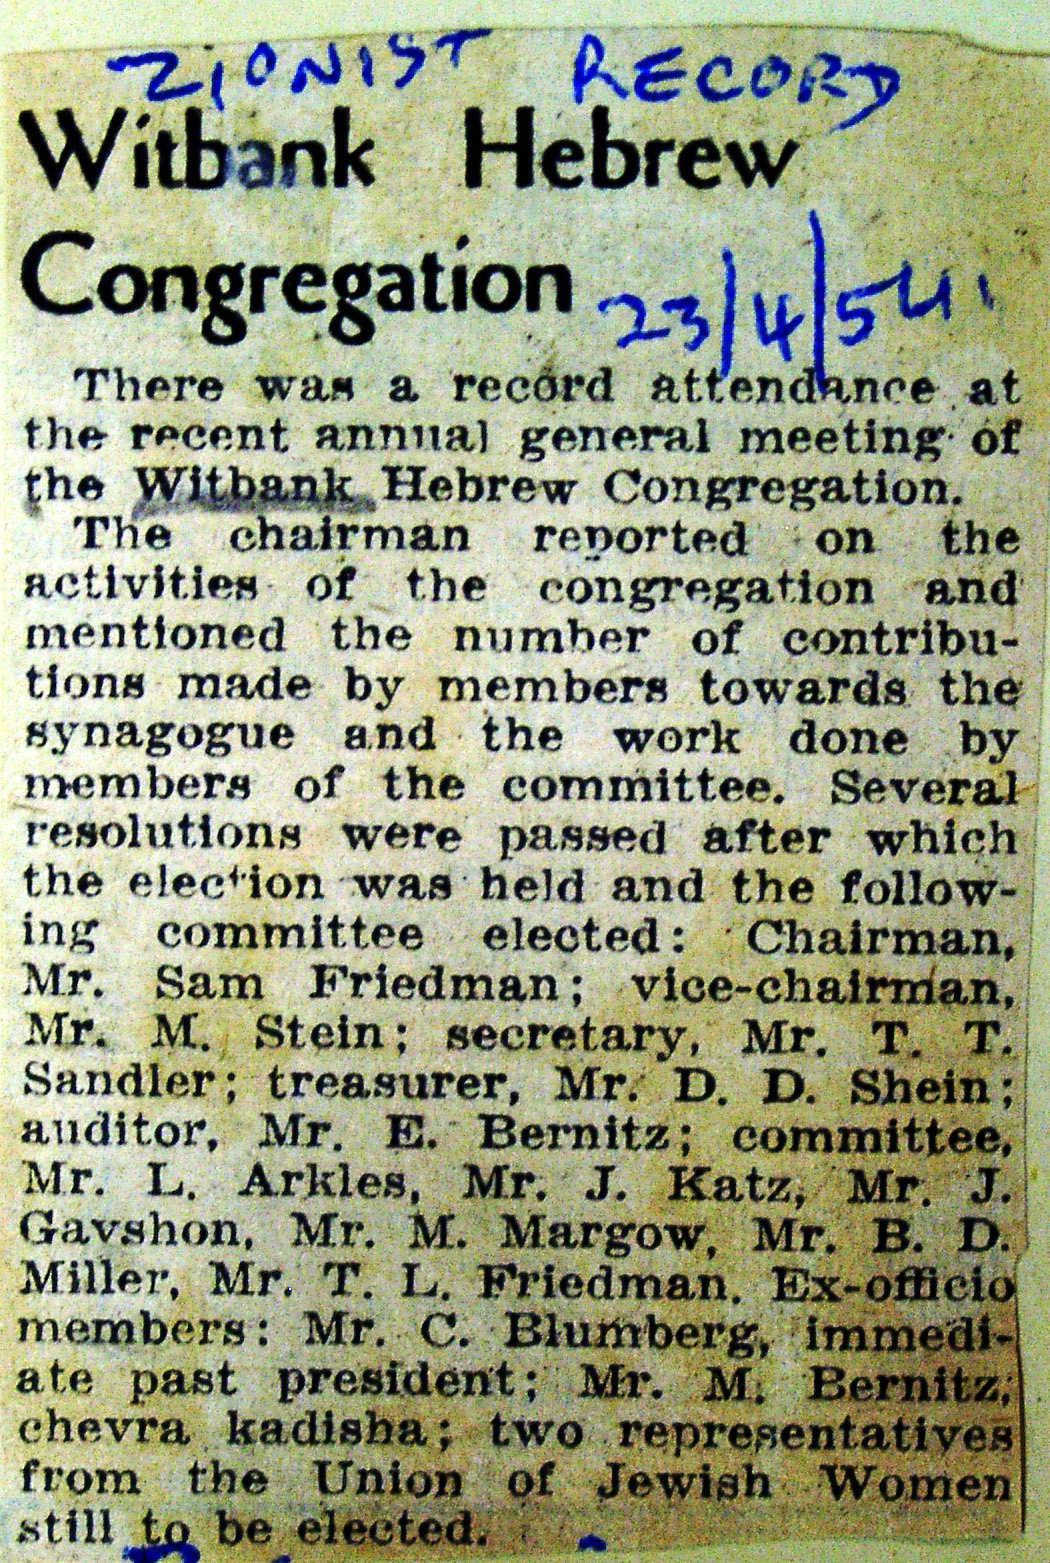 ZIONIST RECORD
Witbank Hebrew
Congregation
23/4/54
There was a record attendance at
the recent annual general meeting of
the Witbank Hebrew Congregation.
The chairman reported on the
activities of the congregation and
mentioned the number of contribu-
tions made by members towards the
synagogue and the work done by
members of the committee. Several
resolutions were passed after which
the election was held and the follow-
ing committee elected: Chairman,
Mr. Sam Friedman; vice-chairman,
Mr. M. Stein; secretary, Mr. T. T.
Sandler; treasurer, Mr. D. D. Shein;
auditor, Mr. E. Bernitz; committee,
Mr. L. Arkles, Mr. J. Katz, Mr. J.
Gavshon, Mr. M. Margow, Mr. B. D.
Miller, Mr. T. L. Friedman. Ex-officio
members: Mr. C. Blumberg, immedi-
ate past president; Mr. M. Bernitz,
chevra kadisha; two representatives
from the Union of Jewish Women
still to be elected.